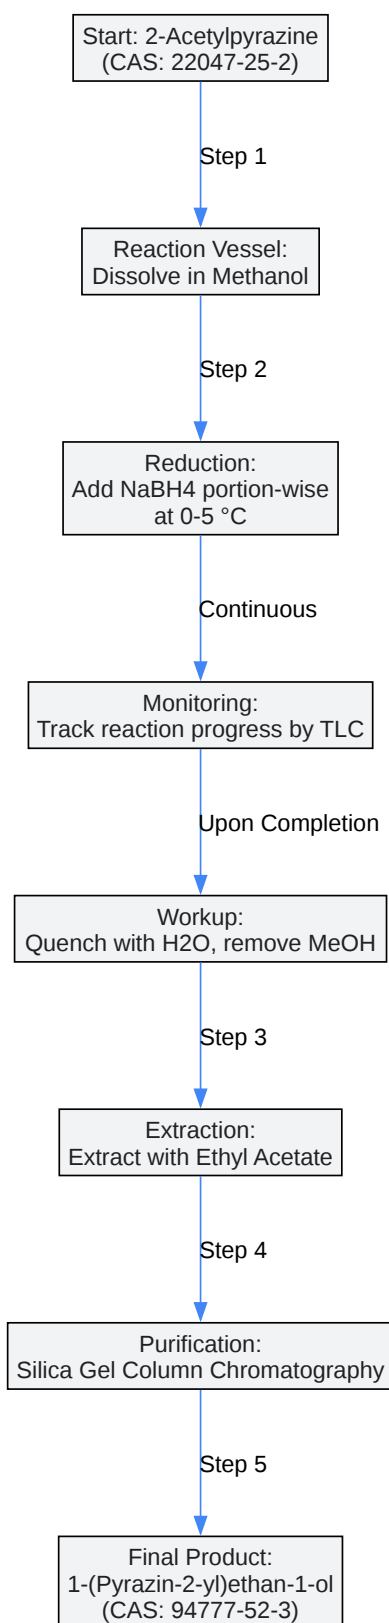 Start: 2-Acetylpyrazine
(CAS: 22047-25-2)
Step 1
Reaction Vessel:
Dissolve in Methanol
Step 2
Reduction:
Add NaBH4 portion-wise
at 0-5 °C
Continuous
Monitoring:
Track reaction progress by TLC
Upon Completion
Workup:
Quench with H2O, remove MeOH
Step 3
Extraction:
Extract with Ethyl Acetate
Step 4
Purification:
Silica Gel Column Chromatography
Step 5
Final Product:
1-(Pyrazin-2-yl)ethan-1-ol
(CAS: 94777-52-3)